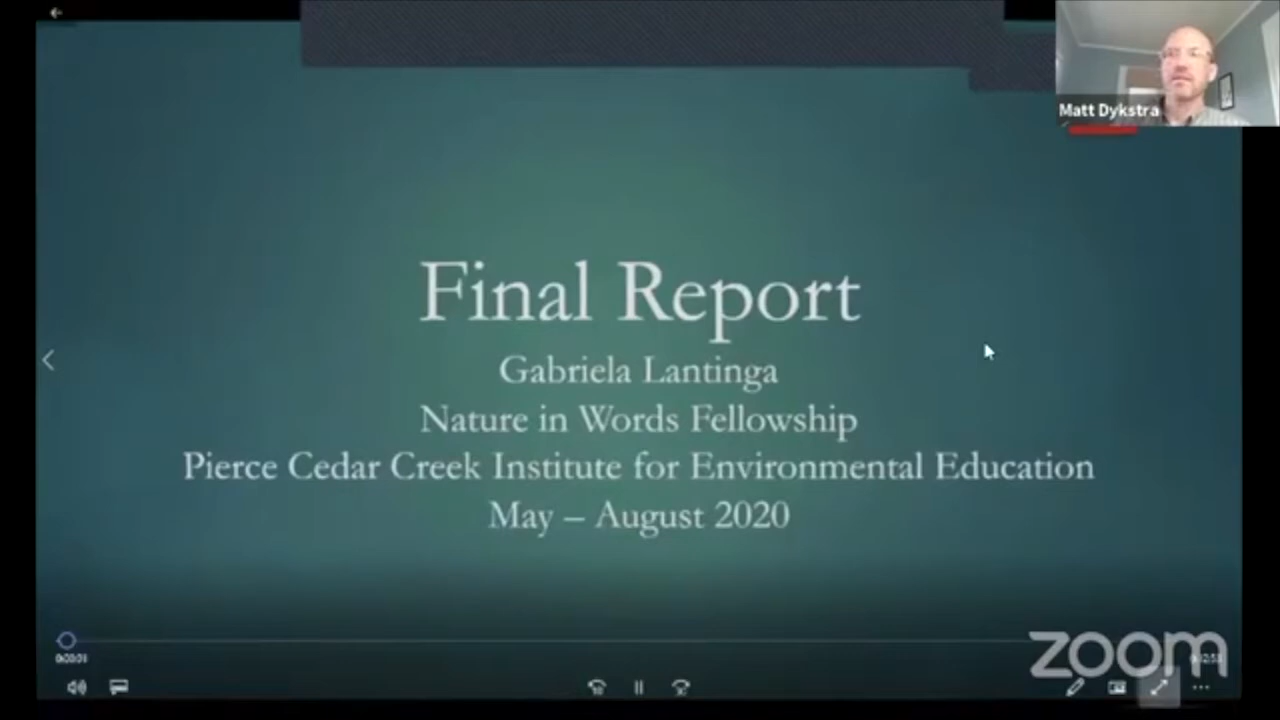 Matt Dykstra
Final Report
Gabriela Lantinga
Nature in Words Fellowship
Pierce Cedar Creek Institute for Environmental Education
May – August 2020
zoom